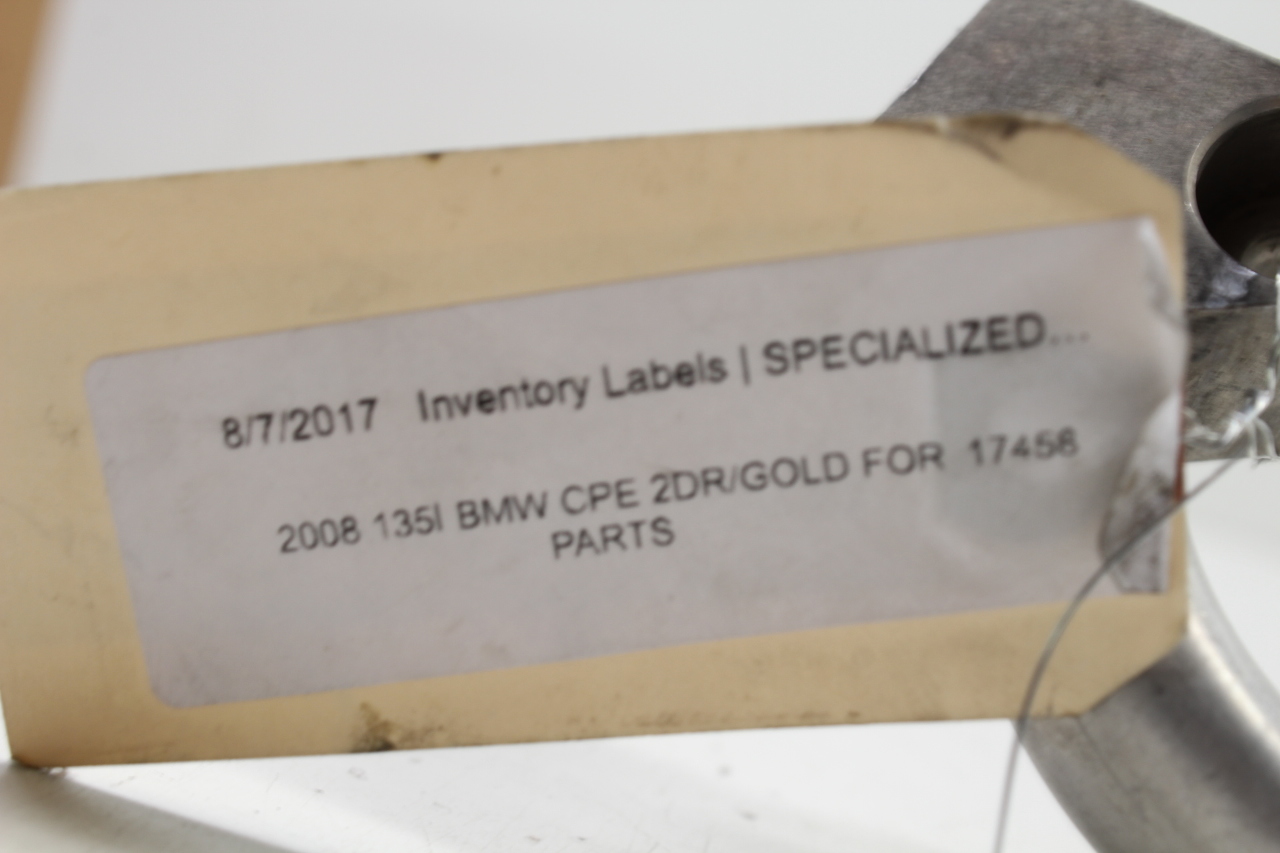 8/7/2017 Inventory Labels | SPECIALIZED...
2008 135I BMW CPE 2DR/GOLD FOR 17458
PARTS